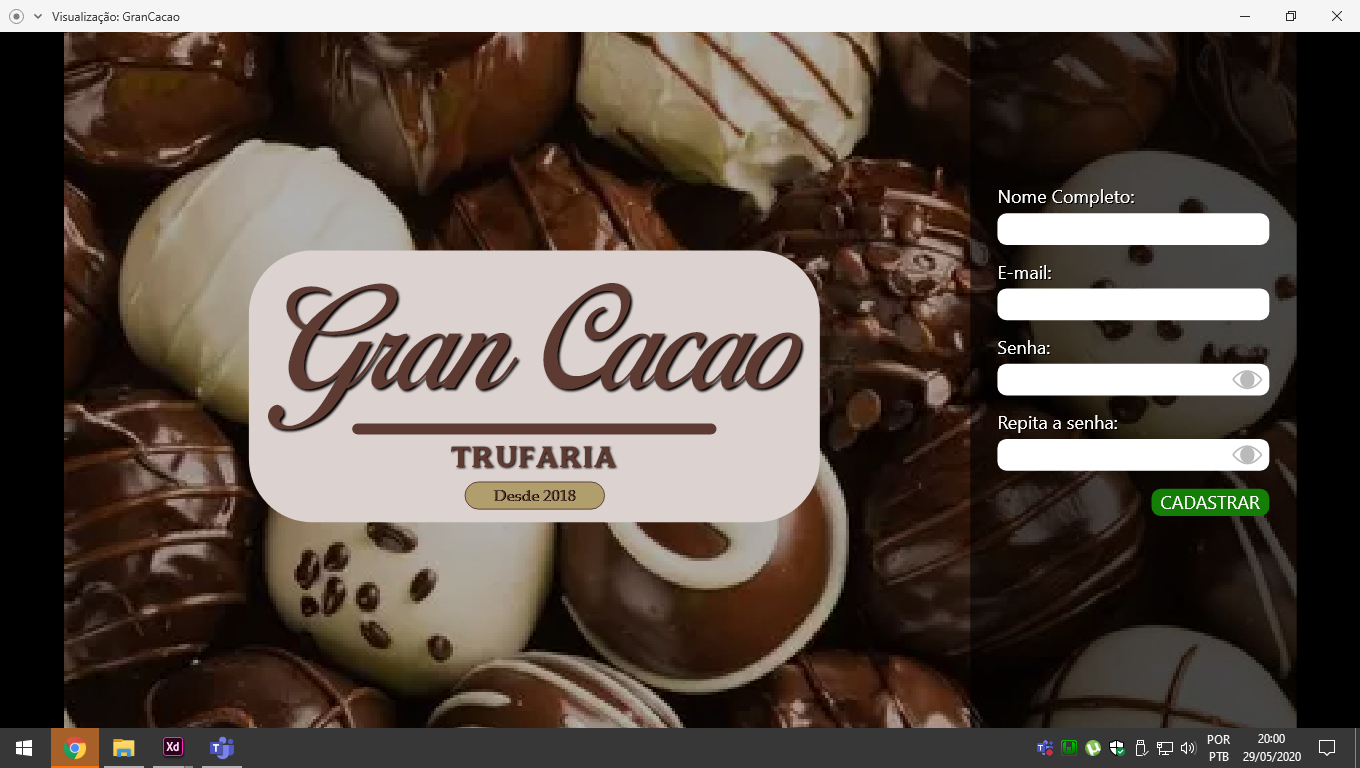 Visualização: GranCacao
Nome Completo:
E-mail:
Senha:
Repita a senha:
CADASTRAR
Gran Cacao
TRUFARIA
Desde 2018
Xd
T
POR
PTB
20:00
29/05/2020